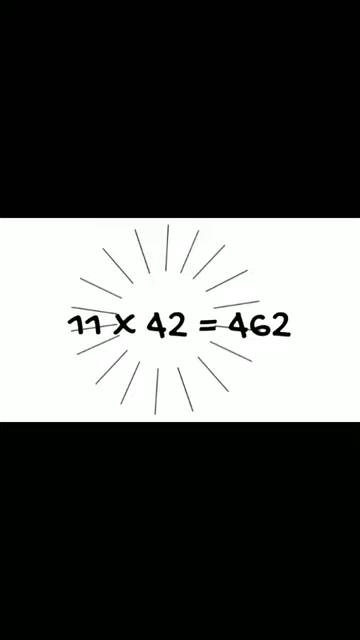 11 × 42 = 462